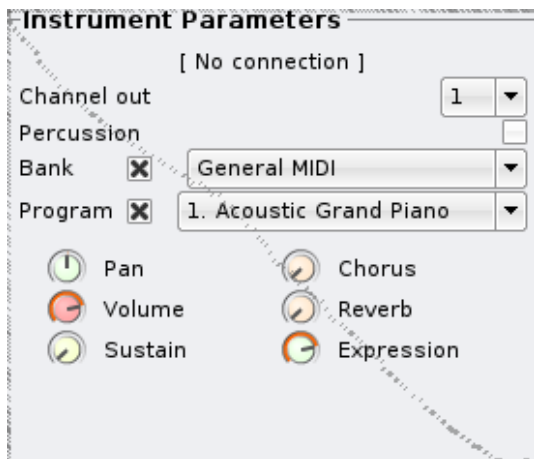 Instrument Parameters
[ No connection ]
Channel out 1
Percussion
Bank General MIDI
Program 1. Acoustic Grand Piano
Pan Chorus
Volume Reverb
Sustain Expression